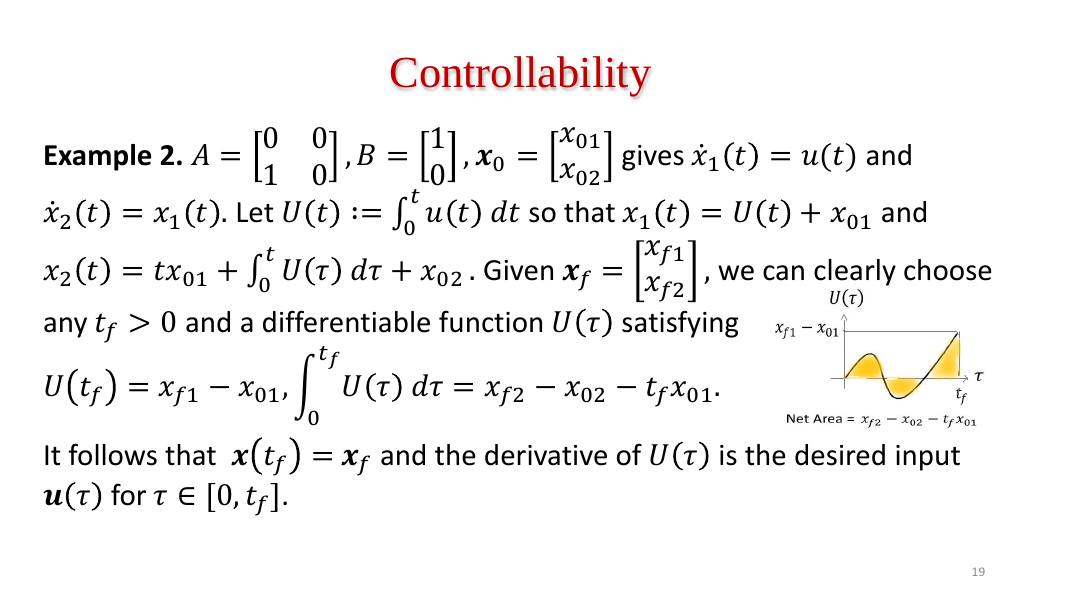 Controllability
Example 2. A = [0 0; 1 0], B = [1; 0], x₀ = [x₀₁; x₀₂] gives ẋ₁(t) = u(t) and
ẋ₂(t) = x₁(t). Let U(t) := ∫₀ᵗ u(t) dt so that x₁(t) = U(t) + x₀₁ and
x₂(t) = tx₀₁ + ∫₀ᵗ U(τ) dτ + x₀₂ . Given x_f = [x_f1; x_f2], we can clearly choose
any t_f > 0 and a differentiable function U(τ) satisfying
U(t_f) = x_f1 − x₀₁, ∫₀^t_f U(τ) dτ = x_f2 − x₀₂ − t_f x₀₁.
U(τ)
x_f1 − x₀₁
τ
t_f
Net Area = x_f2 − x₀₂ − t_f x₀₁
It follows that x(t_f) = x_f and the derivative of U(τ) is the desired input
u(τ) for τ ∈ [0, t_f].
19